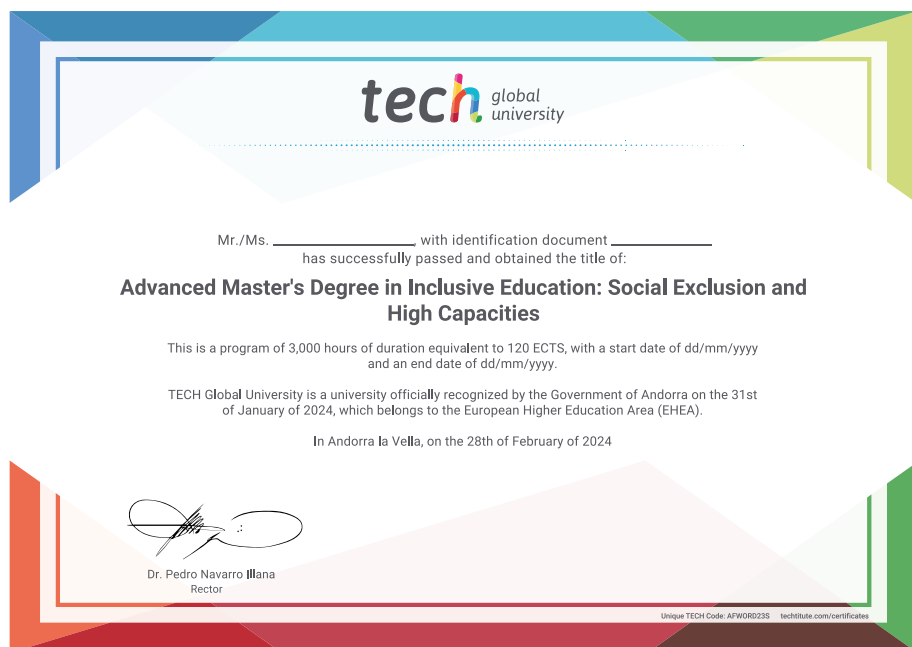 tech global university
Mr./Ms. ____________, with identification document ____________
has successfully passed and obtained the title of:
Advanced Master's Degree in Inclusive Education: Social Exclusion and
High Capacities
This is a program of 3,000 hours of duration equivalent to 120 ECTS, with a start date of dd/mm/yyyy
and an end date of dd/mm/yyyy.
TECH Global University is a university officially recognized by the Government of Andorra on the 31st
of January of 2024, which belongs to the European Higher Education Area (EHEA).
In Andorra la Vella, on the 28th of February of 2024
Dr. Pedro Navarro Illana
Rector
Unique TECH Code: AFWORD23S techtitute.com/certificates